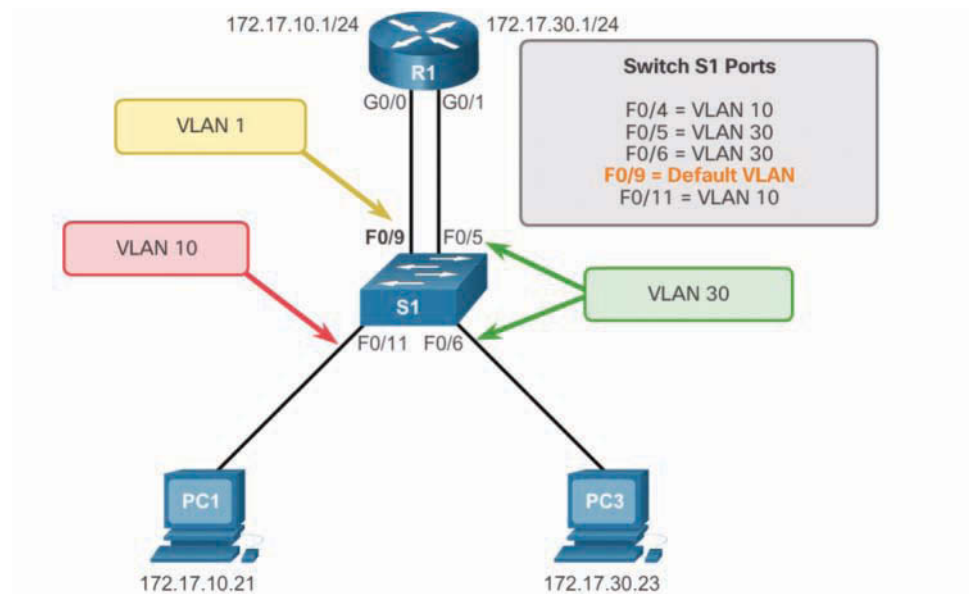 172.17.10.1/24
172.17.30.1/24
R1
G0/0
G0/1
Switch S1 Ports
F0/4 = VLAN 10
F0/5 = VLAN 30
F0/6 = VLAN 30
F0/9 = Default VLAN
F0/11 = VLAN 10
VLAN 1
VLAN 10
F0/9
F0/5
VLAN 30
S1
F0/11
F0/6
PC1
PC3
172.17.10.21
172.17.30.23